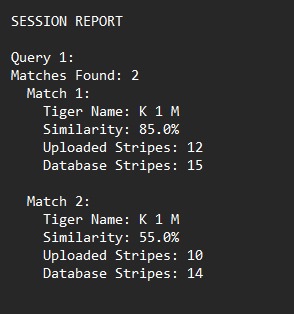 SESSION REPORT
Query 1:
Matches Found: 2
Match 1:
Tiger Name: K 1 M
Similarity: 85.0%
Uploaded Stripes: 12
Database Stripes: 15
Match 2:
Tiger Name: K 1 M
Similarity: 55.0%
Uploaded Stripes: 10
Database Stripes: 14